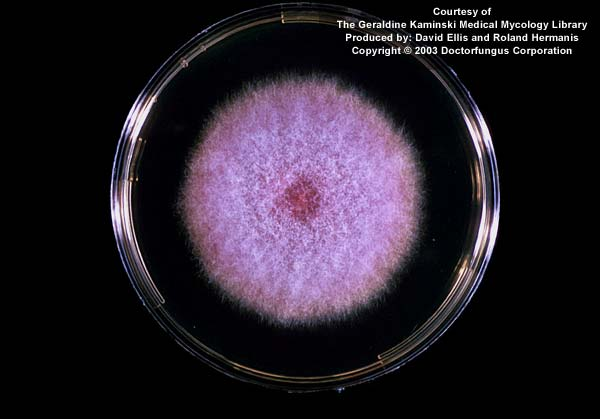 Courtesy of
The Geraldine Kaminski Medical Mycology Library
Produced by: David Ellis and Roland Hermanis
Copyright © 2003 Doctorfungus Corporation